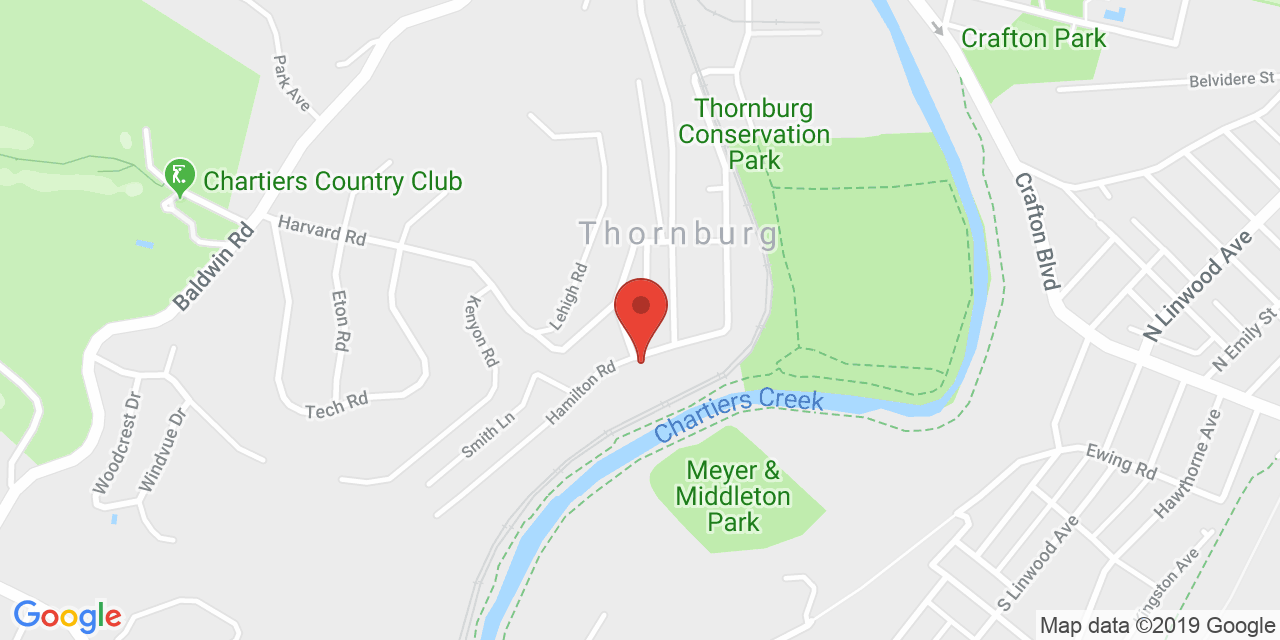 Crafton Park
Belvidere St
Park Ave
Thornburg
Conservation
Park
Chartiers Country Club
Crafton Blvd
Harvard Rd
Baldwin Rd
Thornburg
N Linwood Ave
Lehigh Rd
Eton Rd
Kenyon Rd
N Emily St
Hamilton Rd
Tech Rd
Smith Ln
Chartiers Creek
Woodcrest Dr
Windvue Dr
Meyer &
Middleton
Park
Ewing Rd
Hawthorne Ave
S Linwood Ave
ingston Ave
Google
Map data ©2019 Google